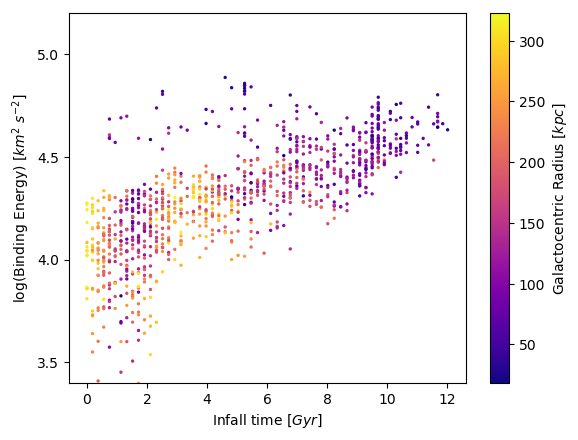 5.0
4.5
4.0
3.5
log(Binding Energy) [km² s⁻²]
0 2 4 6 8 10 12
Infall time [Gyr]
300
250
200
150
100
50
Galactocentric Radius [kpc]